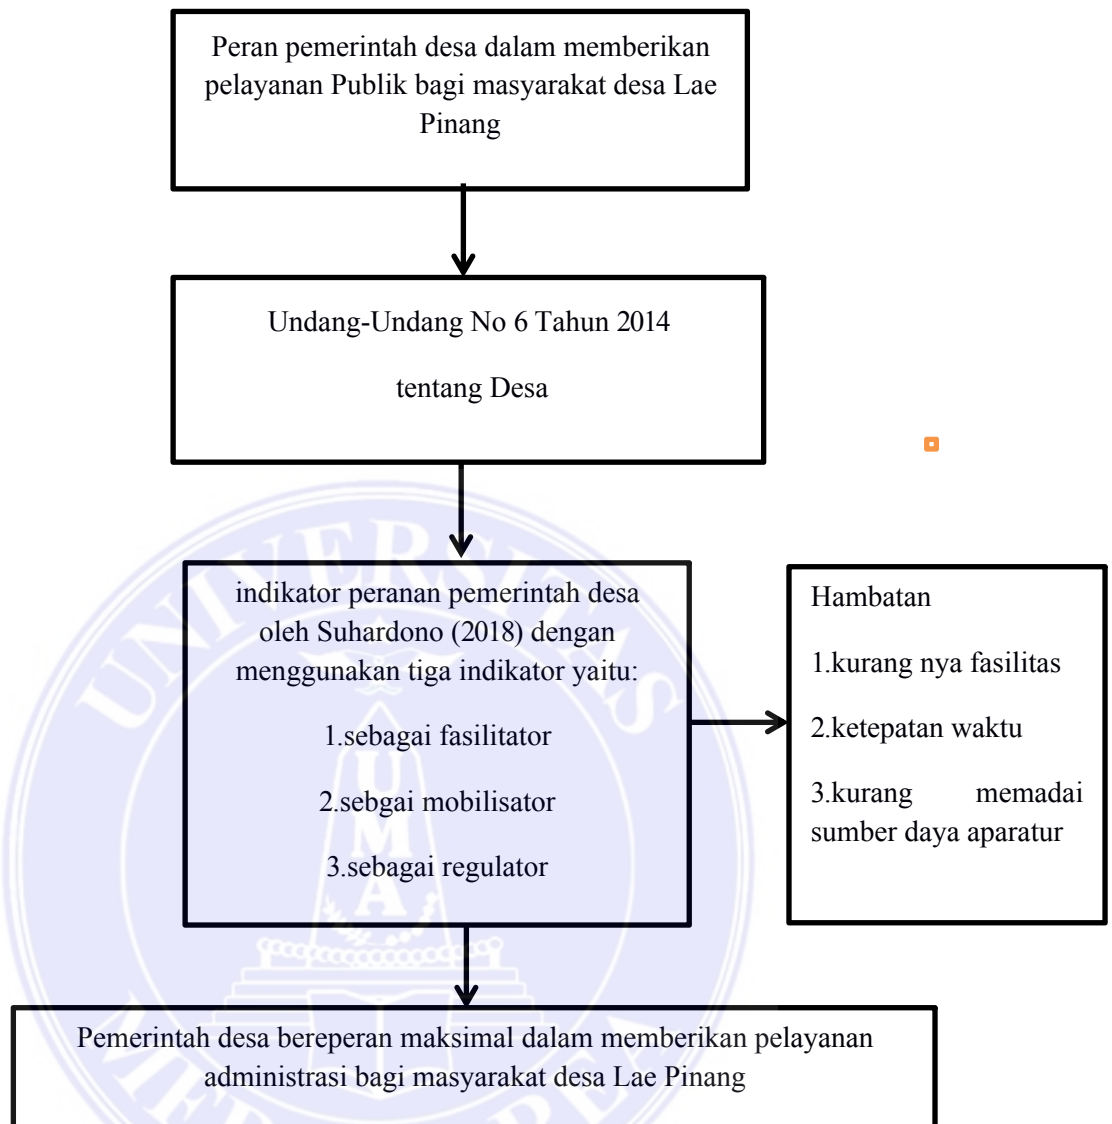 Peran pemerintah desa dalam memberikan
pelayanan Publik bagi masyarakat desa Lae
Pinang
Undang-Undang No 6 Tahun 2014
tentang Desa
indikator peranan pemerintah desa
oleh Suhardono (2018) dengan
menggunakan tiga indikator yaitu:
1.sebagai fasilitator
2.sebgai mobilisator
3.sebagai regulator
Hambatan
1.kurang nya fasilitas
2.ketepatan waktu
3.kurang memadai
sumber daya aparatur
Pemerintah desa bereperan maksimal dalam memberikan pelayanan
administrasi bagi masyarakat desa Lae Pinang
UNIVERSITAS
UMA